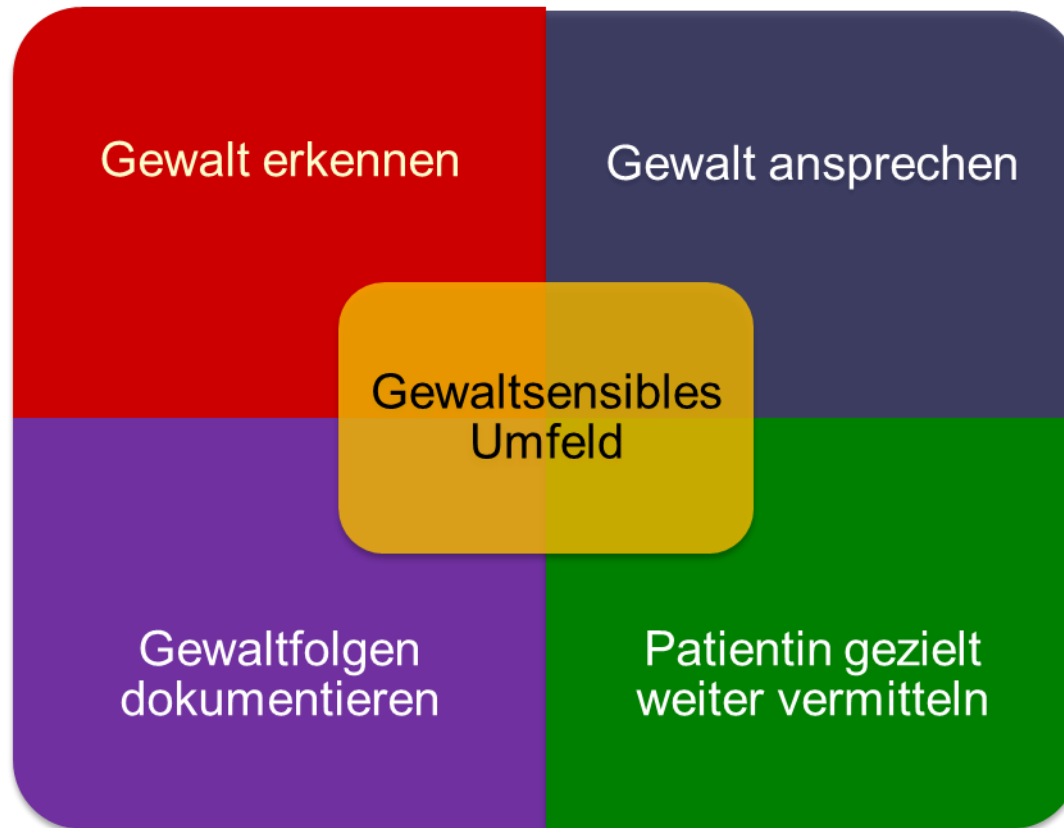 Gewalt erkennen
Gewalt ansprechen
Gewaltsensibles
Umfeld
Gewaltfolgen
dokumentieren
Patientin gezielt
weiter vermitteln